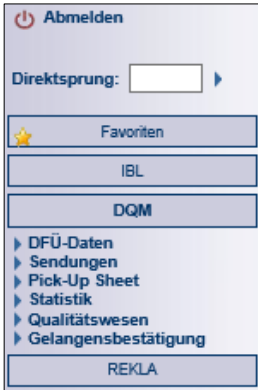 Abmelden
Direktsprung:
Favoriten
IBL
DQM
DFÜ-Daten
Sendungen
Pick-Up Sheet
Statistik
Qualitätswesen
Gelangensbestätigung
REKLA